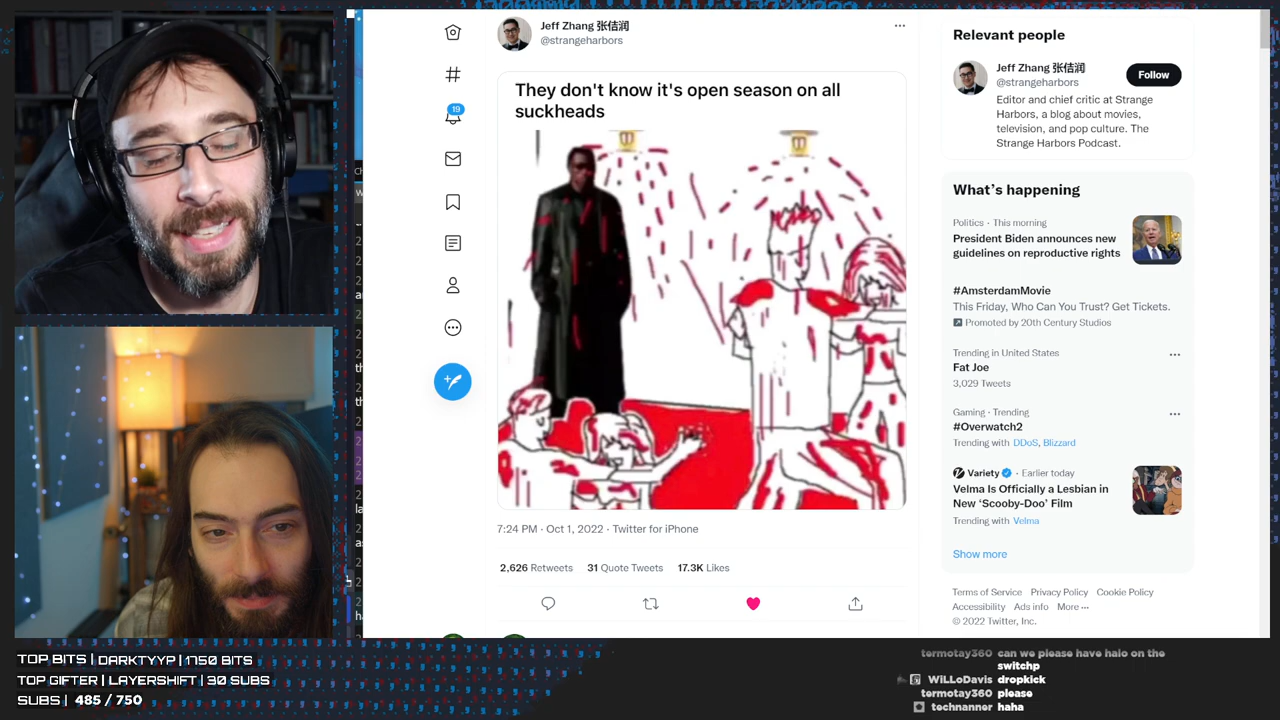 Jeff Zhang 张佶润
@strangeharbors
They don't know it's open season on all
suckheads
7:24 PM · Oct 1, 2022 · Twitter for iPhone
2,626 Retweets 31 Quote Tweets 17.3K Likes
19
Relevant people
Jeff Zhang 张佶润
@strangeharbors
Follow
Editor and chief critic at Strange
Harbors, a blog about movies,
television, and pop culture. The
Strange Harbors Podcast.
What's happening
Politics · This morning
President Biden announces new
guidelines on reproductive rights
#AmsterdamMovie
This Friday, Who Can You Trust? Get Tickets.
Promoted by 20th Century Studios
Trending in United States
Fat Joe
3,029 Tweets
Gaming · Trending
#Overwatch2
Trending with DDoS, Blizzard
Variety · Earlier today
Velma Is Officially a Lesbian in
New 'Scooby-Doo' Film
Trending with Velma
Show more
Terms of Service Privacy Policy Cookie Policy
Accessibility Ads info More ···
© 2022 Twitter, Inc.
TOP BITS | DARKTYYP | 1750 BITS
TOP GIFTER | LAYERSHIFT | 30 SUBS
SUBS | 485 / 750
termotay360 can we please have halo on the
switchp
WiLLoDavis dropkick
termotay360 please
technanner haha